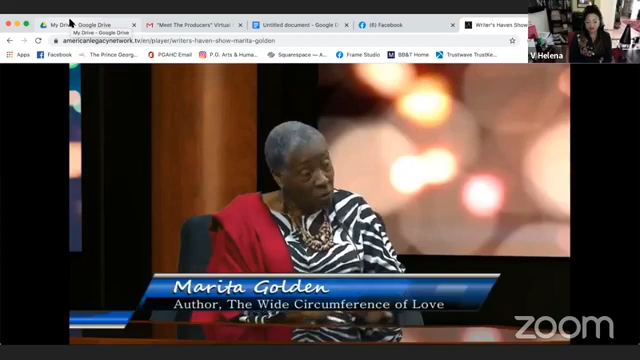 My Drive - Google Drive
"Meet The Producers" Virtual
Untitled document - Google
(6) Facebook
Writer's Haven Show
My Drive - Google Drive
americanlegacynetwork.tv/en/player/writers-haven-show-marita-golden
Apps
Facebook
The Prince Georg...
PGAHC Email
P.G. Arts & Human...
Squarespace
Frame Studio
BB&T Home
Trustwave TrustKe...
V Helena
Marita Golden
Author, The Wide Circumference of Love
zoom